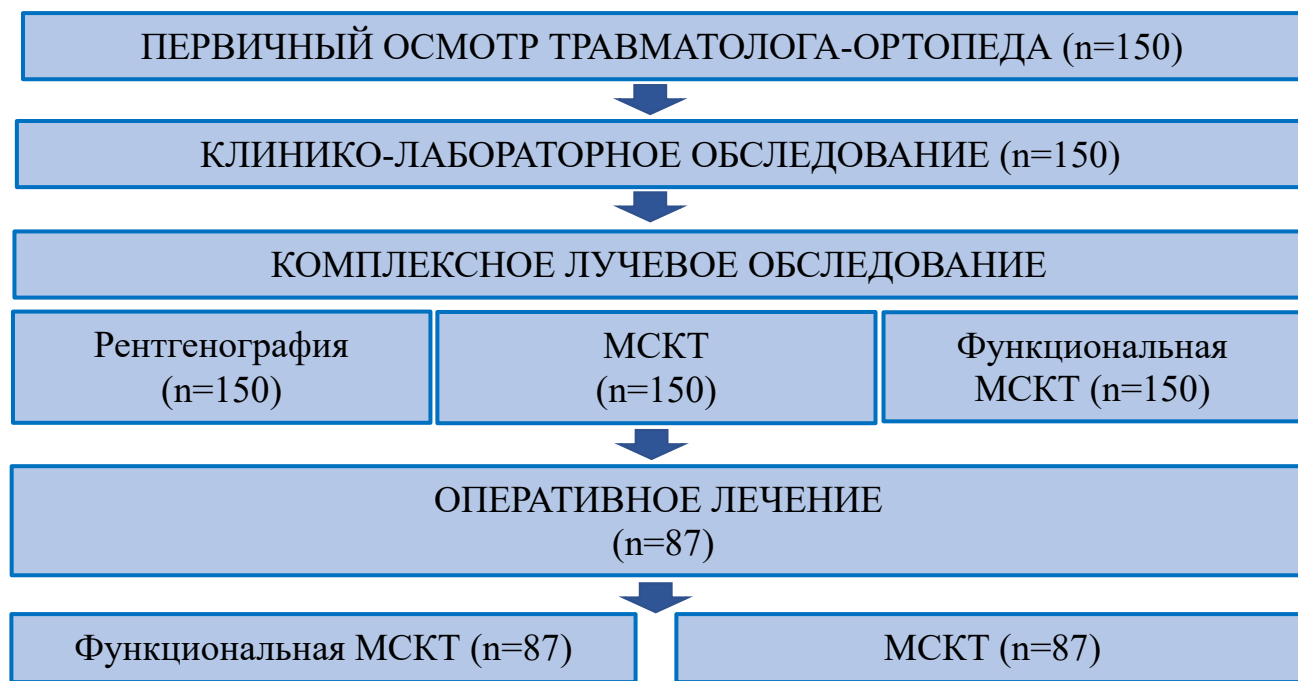 ПЕРВИЧНЫЙ ОСМОТР ТРАВМАТОЛОГА-ОРТОПЕДА (n=150)
КЛИНИКО-ЛАБОРАТОРНОЕ ОБСЛЕДОВАНИЕ (n=150)
КОМПЛЕКСНОЕ ЛУЧЕВОЕ ОБСЛЕДОВАНИЕ
Рентгенография
(n=150)
МСКТ
(n=150)
Функциональная
МСКТ (n=150)
ОПЕРАТИВНОЕ ЛЕЧЕНИЕ
(n=87)
Функциональная МСКТ (n=87)
МСКТ (n=87)